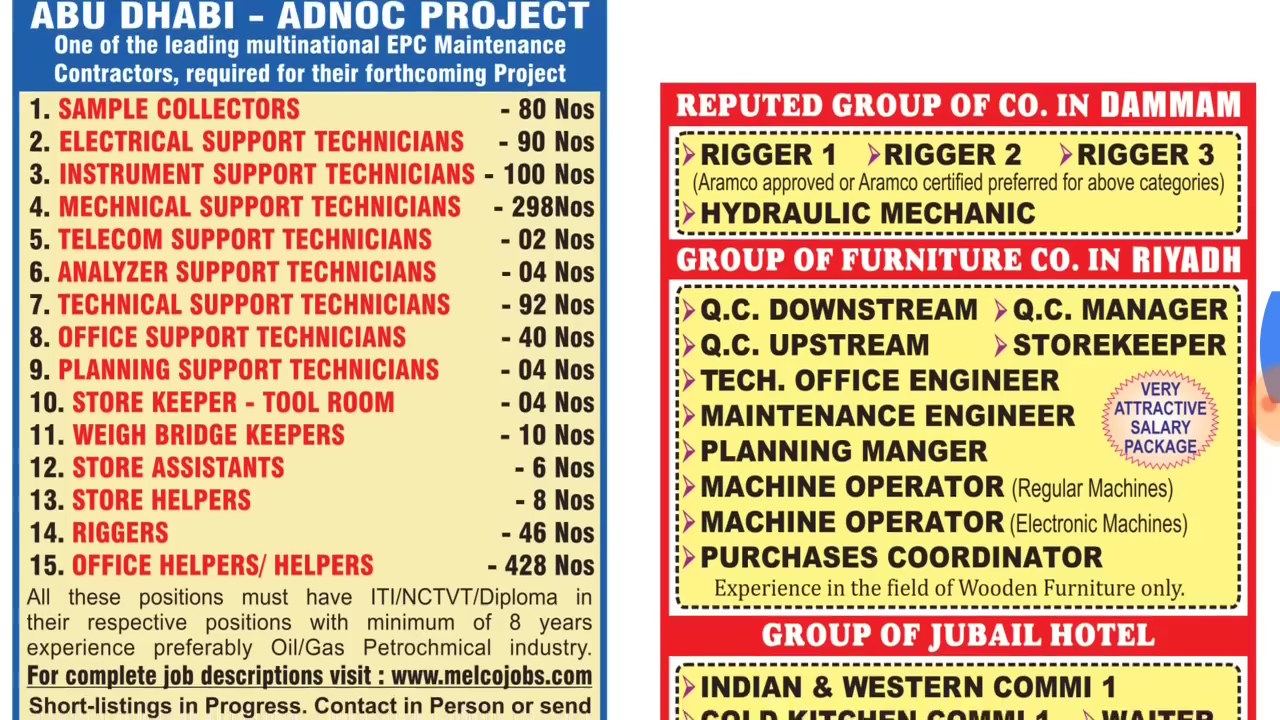 ABU DHABI - ADNOC PROJECT
One of the leading multinational EPC Maintenance
Contractors, required for their forthcoming Project
1. SAMPLE COLLECTORS - 80 Nos
2. ELECTRICAL SUPPORT TECHNICIANS - 90 Nos
3. INSTRUMENT SUPPORT TECHNICIANS - 100 Nos
4. MECHNICAL SUPPORT TECHNICIANS - 298Nos
5. TELECOM SUPPORT TECHNICIANS - 02 Nos
6. ANALYZER SUPPORT TECHNICIANS - 04 Nos
7. TECHNICAL SUPPORT TECHNICIANS - 92 Nos
8. OFFICE SUPPORT TECHNICIANS - 40 Nos
9. PLANNING SUPPORT TECHNICIANS - 04 Nos
10. STORE KEEPER - TOOL ROOM - 04 Nos
11. WEIGH BRIDGE KEEPERS - 10 Nos
12. STORE ASSISTANTS - 6 Nos
13. STORE HELPERS - 8 Nos
14. RIGGERS - 46 Nos
15. OFFICE HELPERS/ HELPERS - 428 Nos
All these positions must have ITI/NCTVT/Diploma in
their respective positions with minimum of 8 years
experience preferably Oil/Gas Petrochmical industry.
For complete job descriptions visit : www.melcojobs.com
Short-listings in Progress. Contact in Person or send
REPUTED GROUP OF CO. IN DAMMAM
RIGGER 1 RIGGER 2 RIGGER 3
(Aramco approved or Aramco certified preferred for above categories)
HYDRAULIC MECHANIC
GROUP OF FURNITURE CO. IN RIYADH
Q.C. DOWNSTREAM Q.C. MANAGER
Q.C. UPSTREAM STOREKEEPER
TECH. OFFICE ENGINEER
MAINTENANCE ENGINEER
PLANNING MANGER
MACHINE OPERATOR (Regular Machines)
MACHINE OPERATOR (Electronic Machines)
PURCHASES COORDINATOR
Experience in the field of Wooden Furniture only.
VERY
ATTRACTIVE
SALARY
PACKAGE
GROUP OF JUBAIL HOTEL
INDIAN & WESTERN COMMI 1
COLD KITCHEN COMMI 1 WAITER